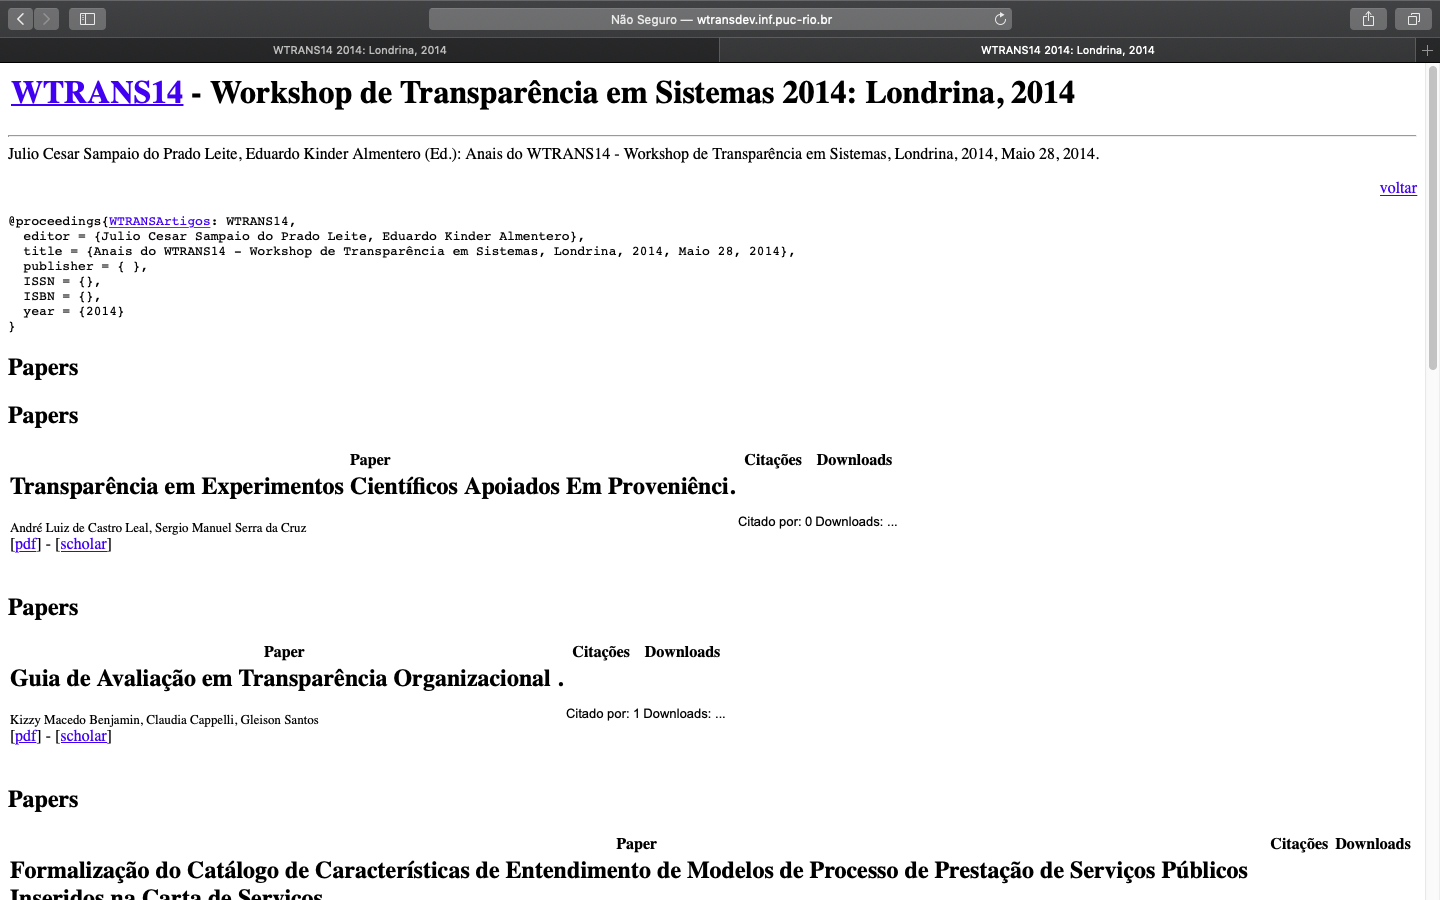 Não Seguro — wtransdev.inf.puc-rio.br
WTRANS14 2014: Londrina, 2014
WTRANS14 2014: Londrina, 2014
WTRANS14 - Workshop de Transparência em Sistemas 2014: Londrina, 2014
Julio Cesar Sampaio do Prado Leite, Eduardo Kinder Almentero (Ed.): Anais do WTRANS14 - Workshop de Transparência em Sistemas, Londrina, 2014, Maio 28, 2014.
voltar
@proceedings{WTRANSArtigos: WTRANS14,
editor = {Julio Cesar Sampaio do Prado Leite, Eduardo Kinder Almentero},
title = {Anais do WTRANS14 - Workshop de Transparência em Sistemas, Londrina, 2014, Maio 28, 2014},
publisher = { },
ISSN = {},
ISBN = {},
year = {2014}
}
Papers
Papers
Paper Citações Downloads
Transparência em Experimentos Científicos Apoiados Em Proveniênci.
André Luiz de Castro Leal, Sergio Manuel Serra da Cruz
Citado por: 0 Downloads: ...
[pdf] - [scholar]
Papers
Paper Citações Downloads
Guia de Avaliação em Transparência Organizacional .
Kizzy Macedo Benjamin, Claudia Cappelli, Gleison Santos
Citado por: 1 Downloads: ...
[pdf] - [scholar]
Papers
Paper Citações Downloads
Formalização do Catálogo de Características de Entendimento de Modelos de Processo de Prestação de Serviços Públicos
Inseridos na Carta de Serviços